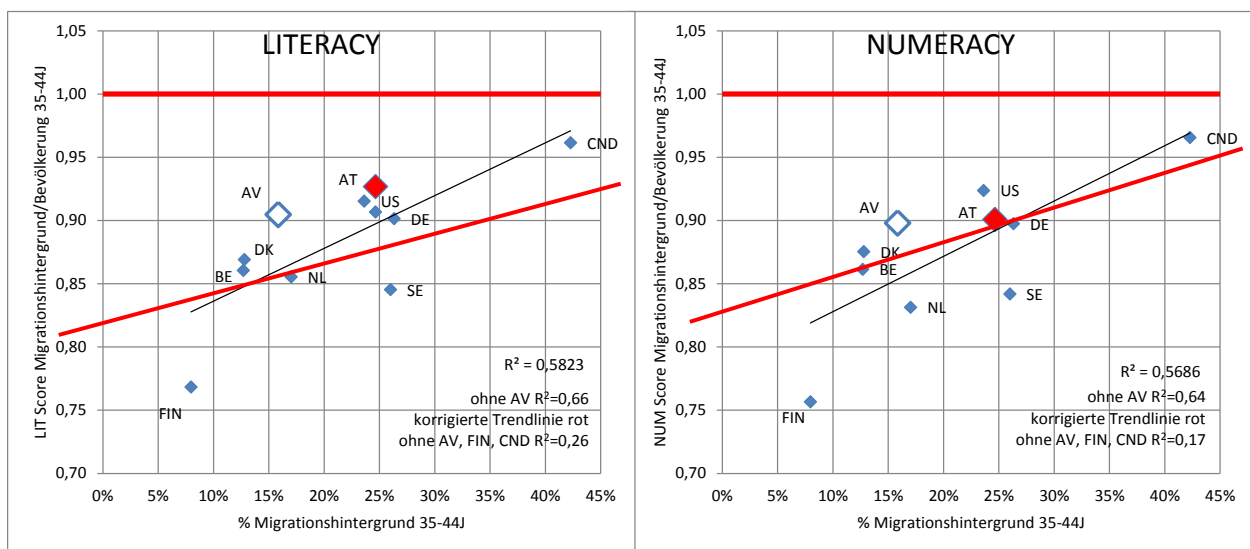 LITERACY
LIT Score Migrationshintergrund/Bevölkerung 35-44J
1,05
1,00
0,95
0,90
0,85
0,80
0,75
0,70
CND
AV
AT
US
DE
DK
BE
NL
SE
FIN
R² = 0,5823
ohne AV R²=0,66
korrigierte Trendlinie rot
ohne AV, FIN, CND R²=0,26
0% 5% 10% 15% 20% 25% 30% 35% 40% 45%
% Migrationshintergrund 35-44J
NUMERACY
NUM Score Migrationshintergrund/Bevölkerung 35-44J
1,05
1,00
0,95
0,90
0,85
0,80
0,75
0,70
CND
US
AV
AT
DE
DK
BE
NL
SE
FIN
R² = 0,5686
ohne AV R²=0,64
korrigierte Trendlinie rot
ohne AV, FIN, CND R²=0,17
0% 5% 10% 15% 20% 25% 30% 35% 40% 45%
% Migrationshintergrund 35-44J